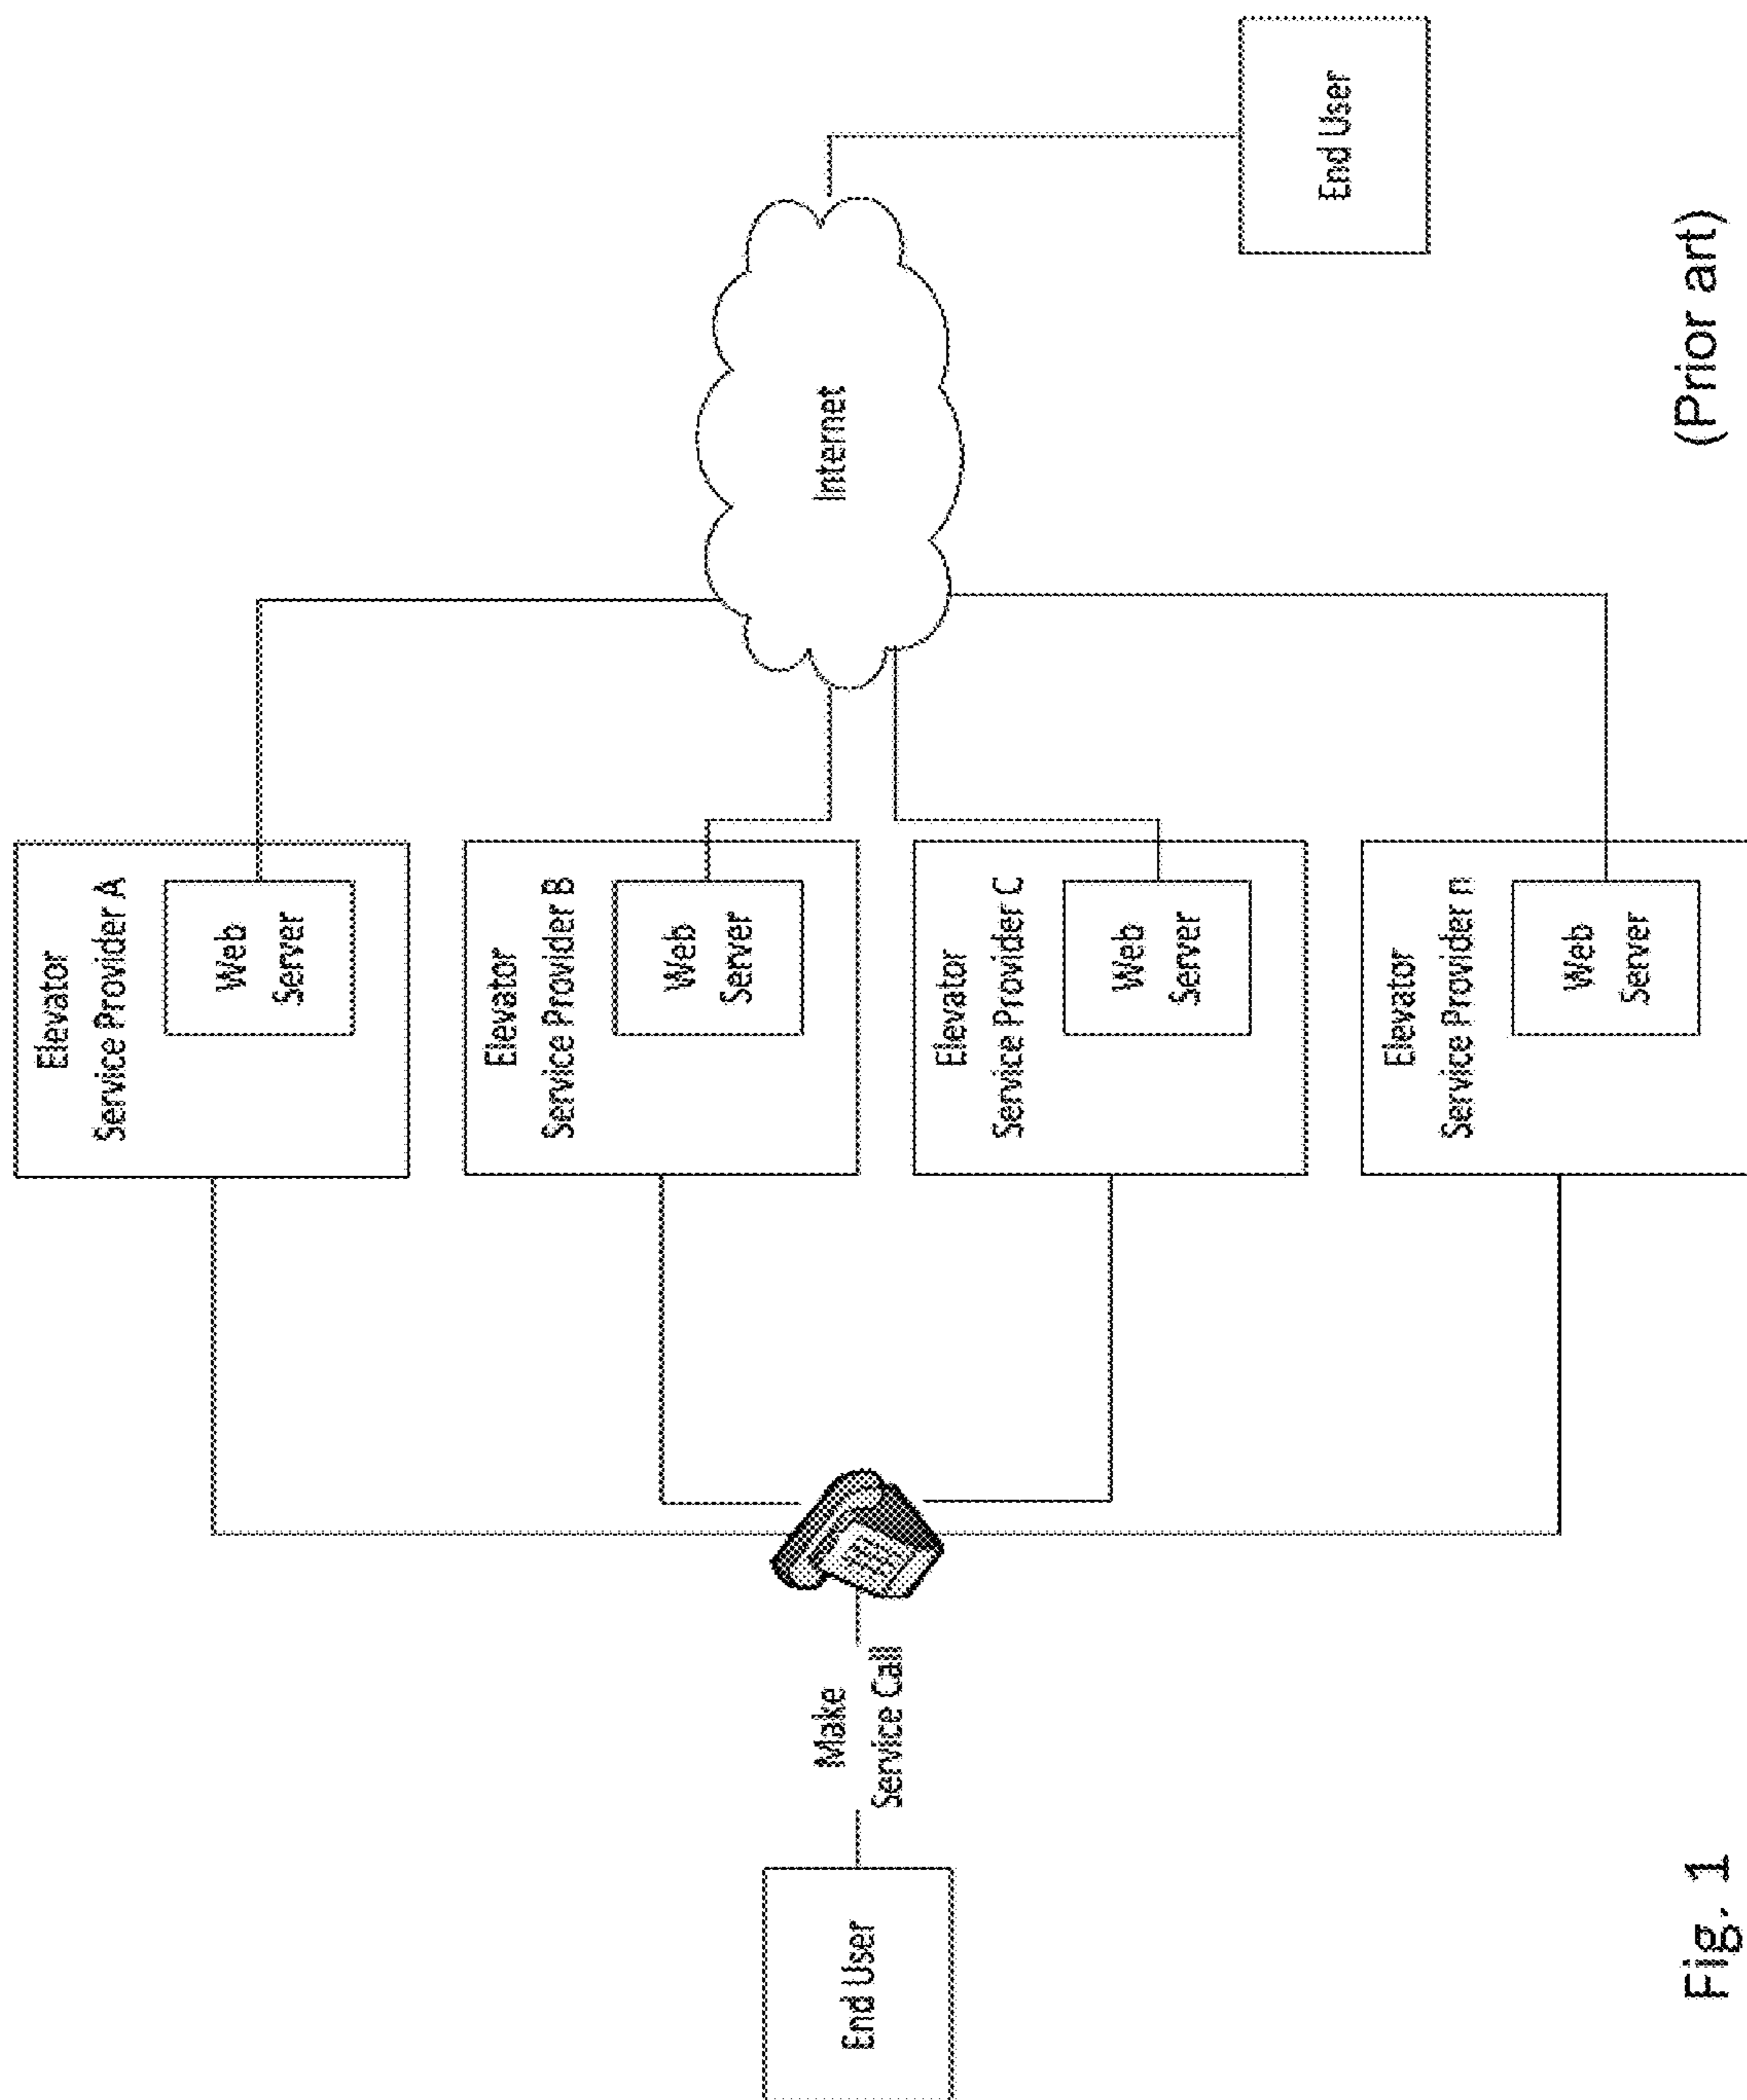 End User
Make
Service Call
Elevator
Service Provider A
Web
Server
Elevator
Service Provider B
Web
Server
Elevator
Service Provider C
Web
Server
Elevator
Service Provider n
Web
Server
Internet
End User
Fig. 1
(Prior art)